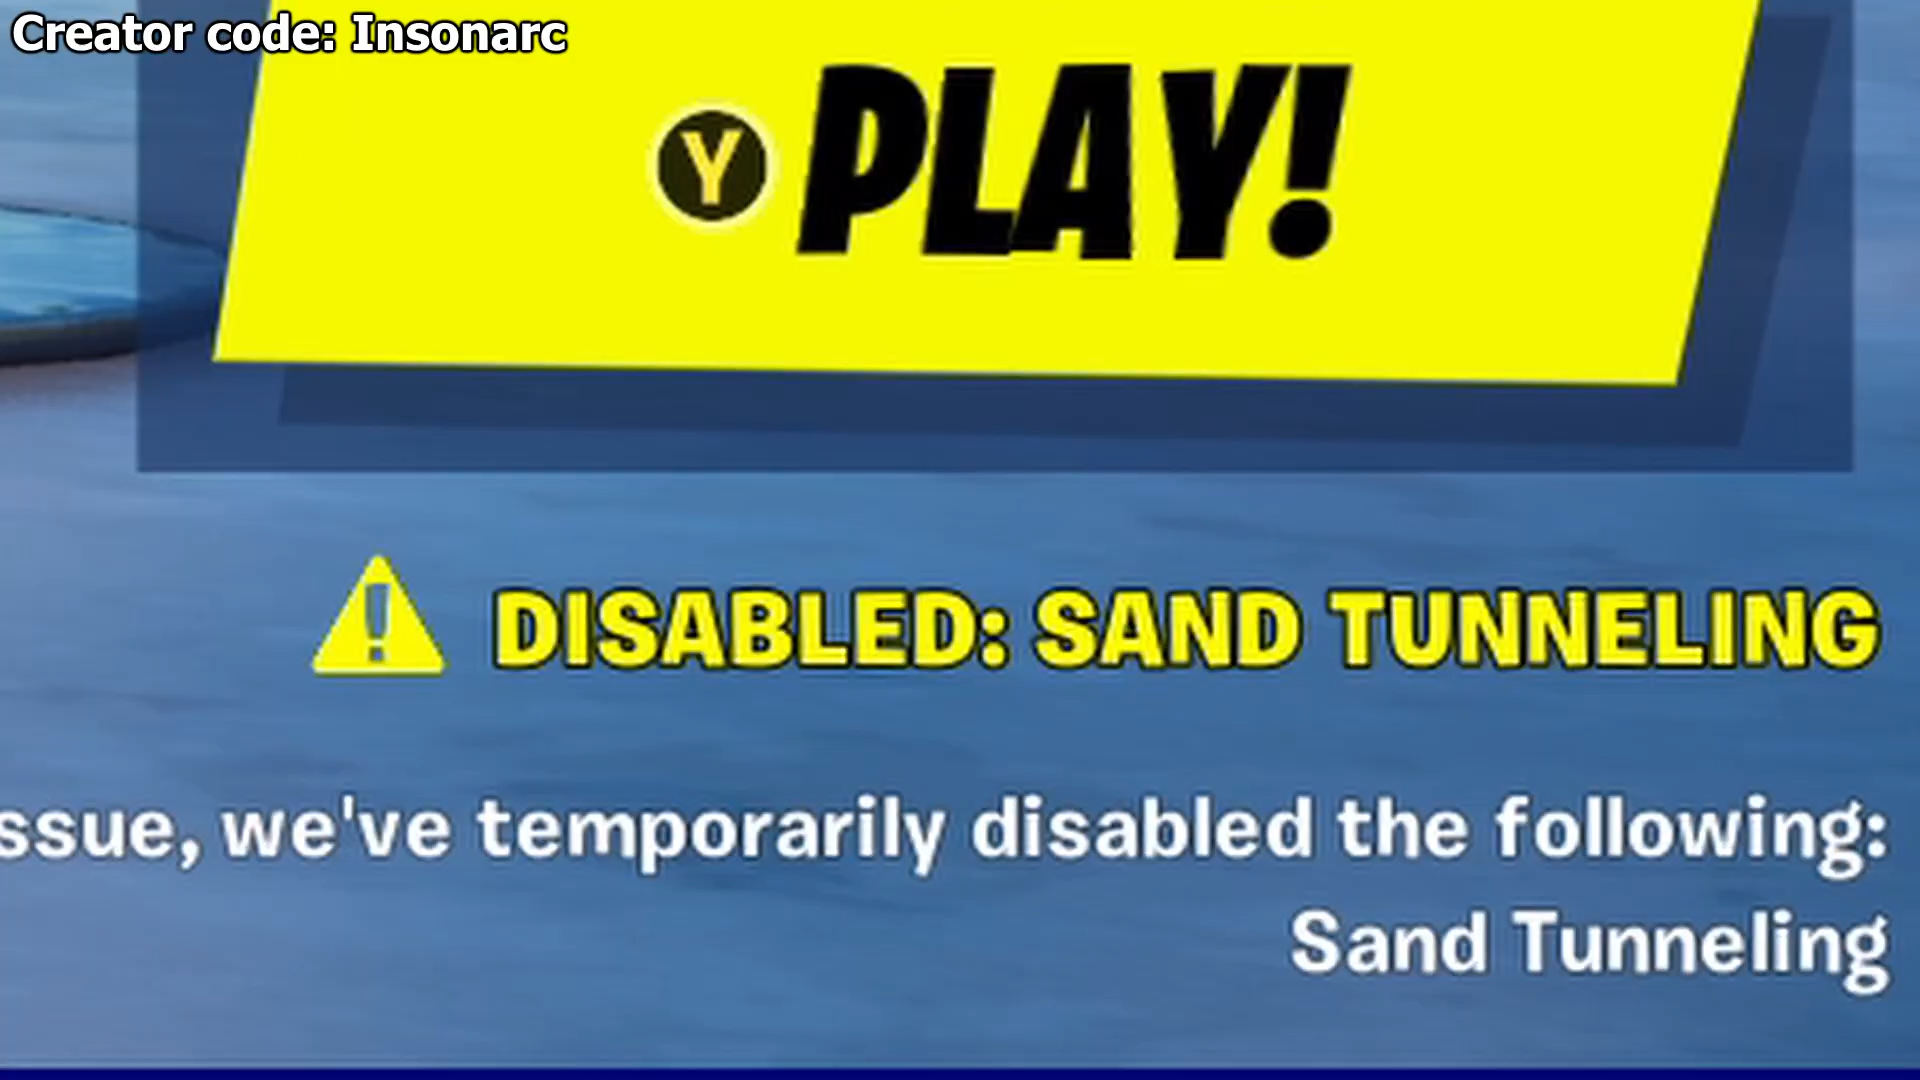 Creator code: Insonarc
Y PLAY!
DISABLED: SAND TUNNELING
ssue, we've temporarily disabled the following:
Sand Tunneling